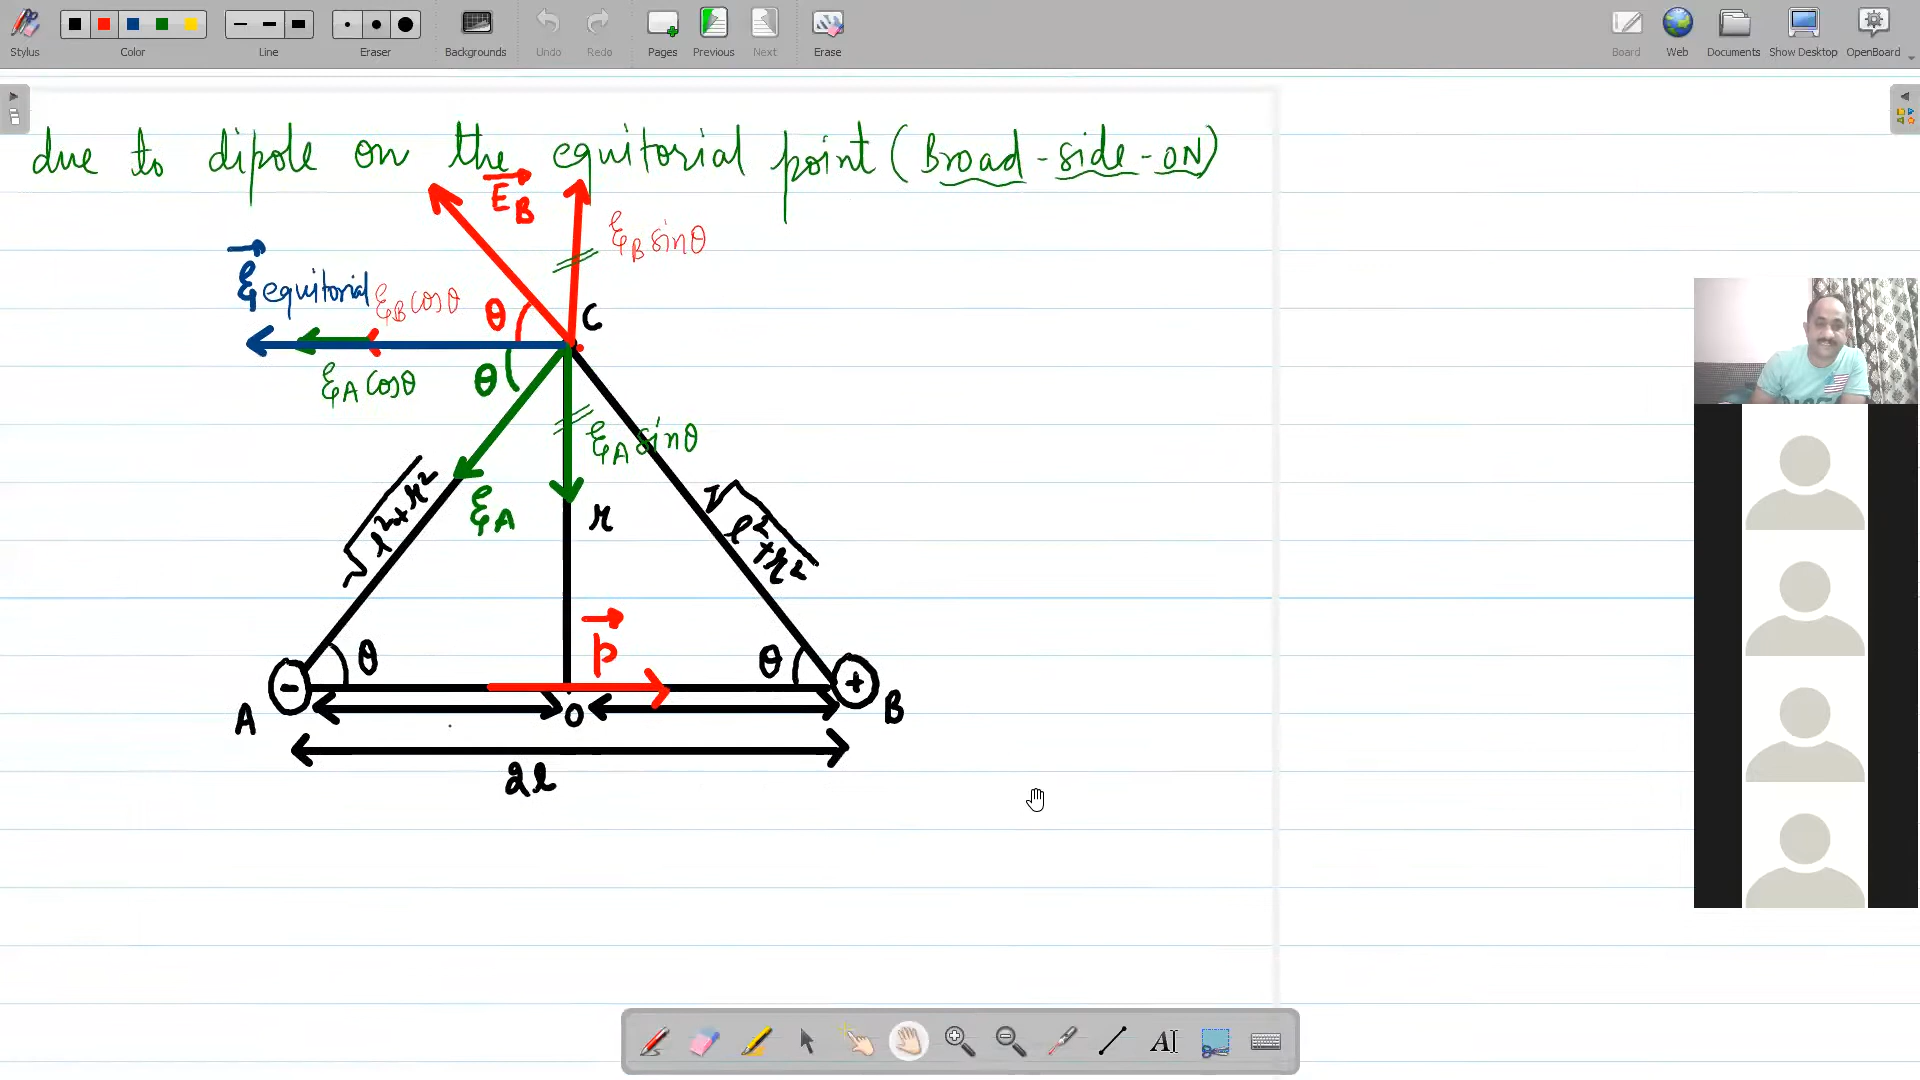 Stylus Color Line Eraser Backgrounds Undo Redo Pages Previous Next Erase Board Web Documents Show Desktop OpenBoard
due to dipole on the equitorial point (Broad-side-ON)
E_B
E_B sinθ
E equitorial
E_B cosθ
θ
C
θ
E_A cosθ
E_A sinθ
√l²+r²
E_A
r
√l²+r²
p
θ
θ
-
+
A
O
B
2l